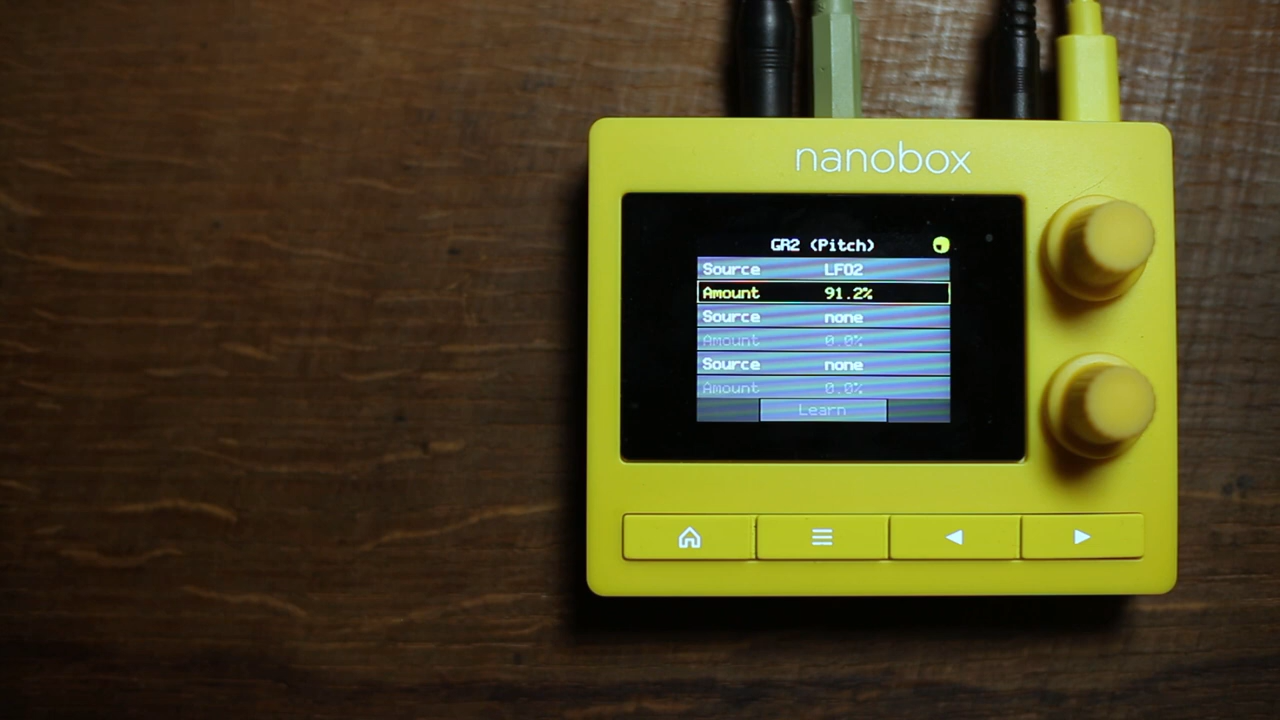 nanobox
GR2 (Pitch)
Source LFO2
Amount 91.2%
Source none
Amount 0.0%
Source none
Amount 0.0%
Learn